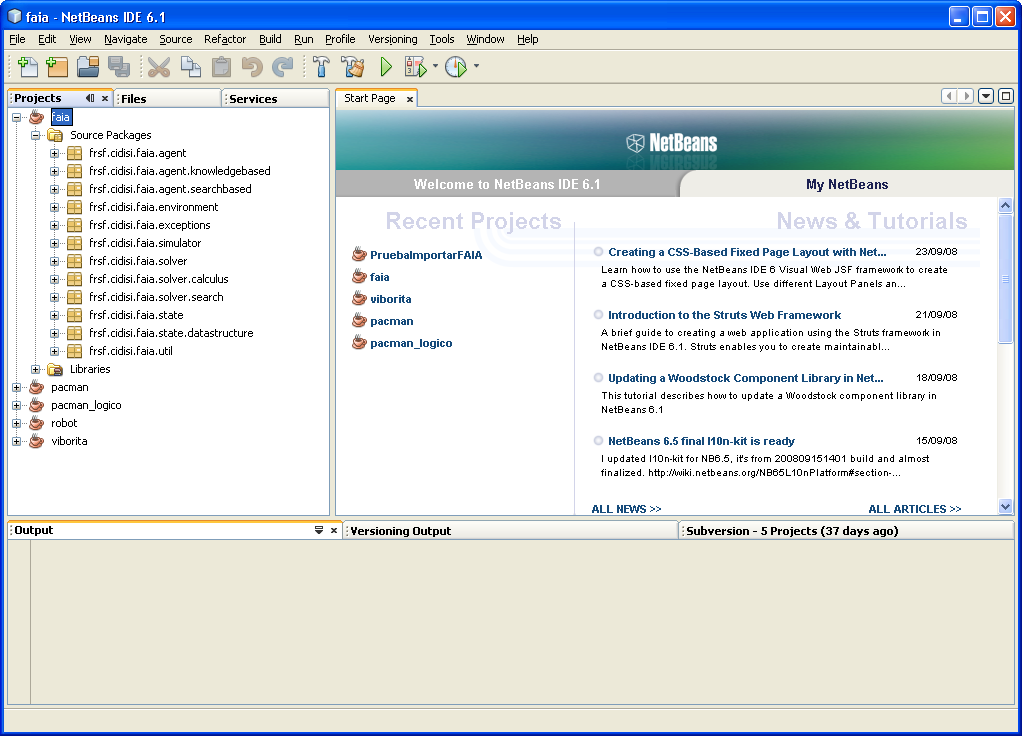 faia - NetBeans IDE 6.1
File Edit View Navigate Source Refactor Build Run Profile Versioning Tools Window Help
Projects
Files
Services
faia
Source Packages
frsf.cidisi.faia.agent
frsf.cidisi.faia.agent.knowledgebased
frsf.cidisi.faia.agent.searchbased
frsf.cidisi.faia.environment
frsf.cidisi.faia.exceptions
frsf.cidisi.faia.simulator
frsf.cidisi.faia.solver
frsf.cidisi.faia.solver.calculus
frsf.cidisi.faia.solver.search
frsf.cidisi.faia.state
frsf.cidisi.faia.state.datastructure
frsf.cidisi.faia.util
Libraries
pacman
pacman_logico
robot
viborita
Start Page
NetBeans
Welcome to NetBeans IDE 6.1
My NetBeans
Recent Projects
PruebaImportarFAIA
faia
viborita
pacman
pacman_logico
News & Tutorials
Creating a CSS-Based Fixed Page Layout with Net... 23/09/08
Learn how to use the NetBeans IDE 6 Visual Web JSF framework to create
a CSS-based fixed page layout. Use different Layout Panels an...
Introduction to the Struts Web Framework 21/09/08
A brief guide to creating a web application using the Struts framework in
NetBeans IDE 6.1. Struts enables you to create maintainabl...
Updating a Woodstock Component Library in Net... 18/09/08
This tutorial describes how to update a Woodstock component library in
NetBeans 6.1
NetBeans 6.5 final l10n-kit is ready 15/09/08
I updated l10n-kit for NB6.5, it's from 200809151401 build and almost
finalized. http://wiki.netbeans.org/NB65L10nPlatform#section-...
ALL NEWS >>
ALL ARTICLES >>
Output
Versioning Output
Subversion - 5 Projects (37 days ago)